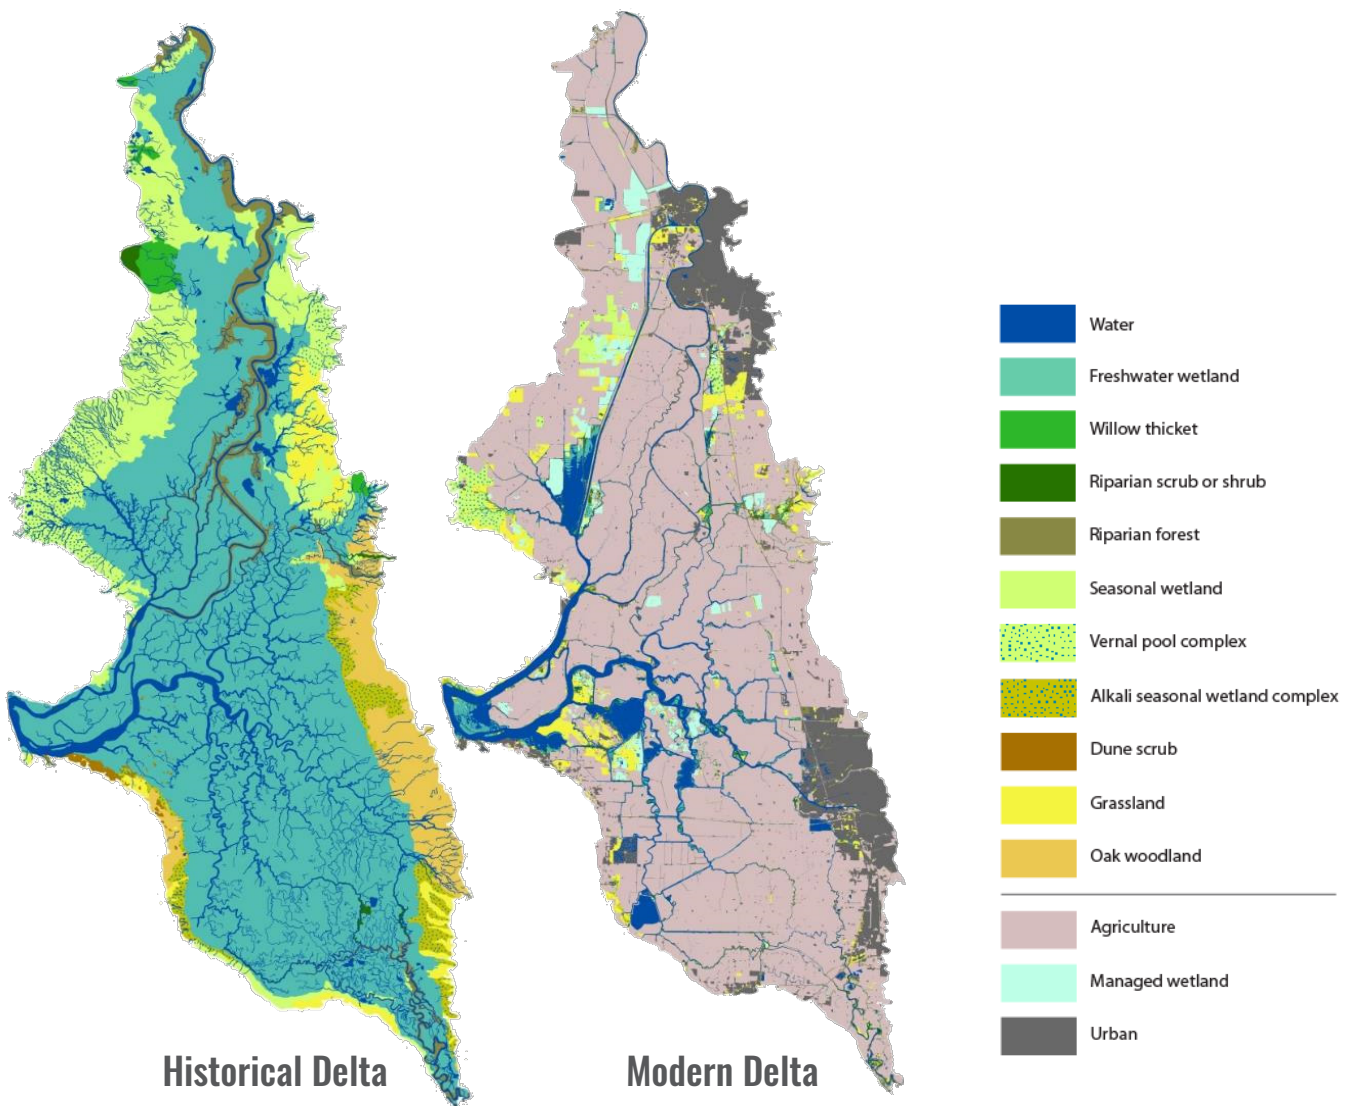 Water
Freshwater wetland
Willow thicket
Riparian scrub or shrub
Riparian forest
Seasonal wetland
Vernal pool complex
Alkali seasonal wetland complex
Dune scrub
Grassland
Oak woodland
Agriculture
Managed wetland
Urban
Historical Delta
Modern Delta